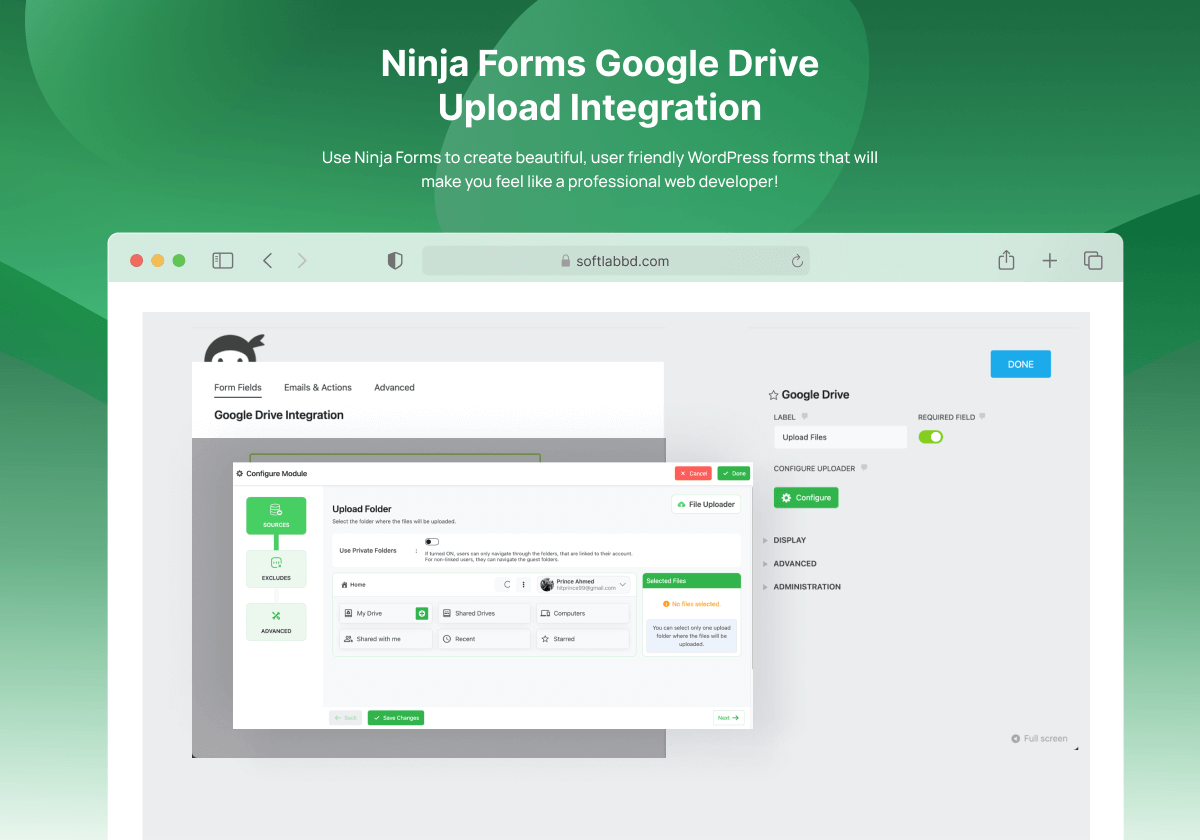 Ninja Forms Google Drive
Upload Integration
Use Ninja Forms to create beautiful, user friendly WordPress forms that will
make you feel like a professional web developer!
softlabbd.com
DONE
Form Fields
Emails & Actions
Advanced
Google Drive Integration
Google Drive
LABEL
REQUIRED FIELD
Upload Files
CONFIGURE UPLOADER
Configure
DISPLAY
ADVANCED
ADMINISTRATION
Full screen
Configure Module
Cancel
Done
SOURCES
EXCLUDES
ADVANCED
Upload Folder
Select the folder where the files will be uploaded.
File Uploader
Use Private Folders :
If turned ON, users can only navigate through the folders, that are linked to their account.
For non-linked users, they can navigate the guest folders.
Home
Prince Ahmed
My Drive
Shared Drives
Computers
Shared with me
Recent
Starred
Selected Files
No files selected.
You can select only one upload
folder where the files will be
uploaded.
Back
Save Changes
Next